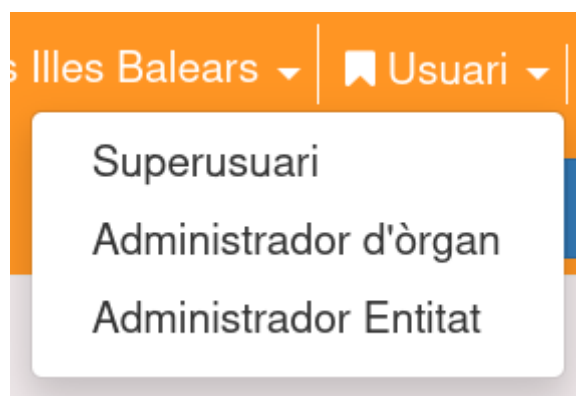 s Illes Balears Usuari
Superusuari
Administrador d'òrgan
Administrador Entitat